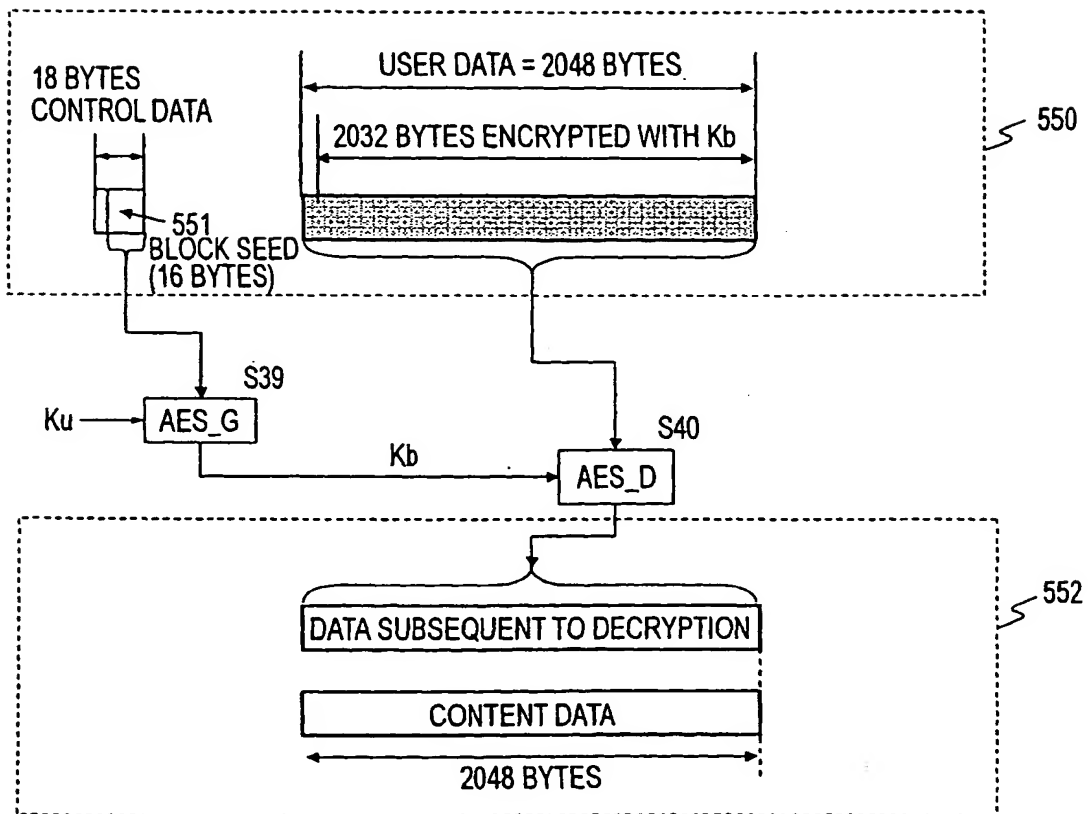 18 BYTES
CONTROL DATA
USER DATA = 2048 BYTES
2032 BYTES ENCRYPTED WITH Kb
550
551
BLOCK SEED
(16 BYTES)
S39
Ku
AES_G
Kb
S40
AES_D
DATA SUBSEQUENT TO DECRYPTION
552
CONTENT DATA
2048 BYTES